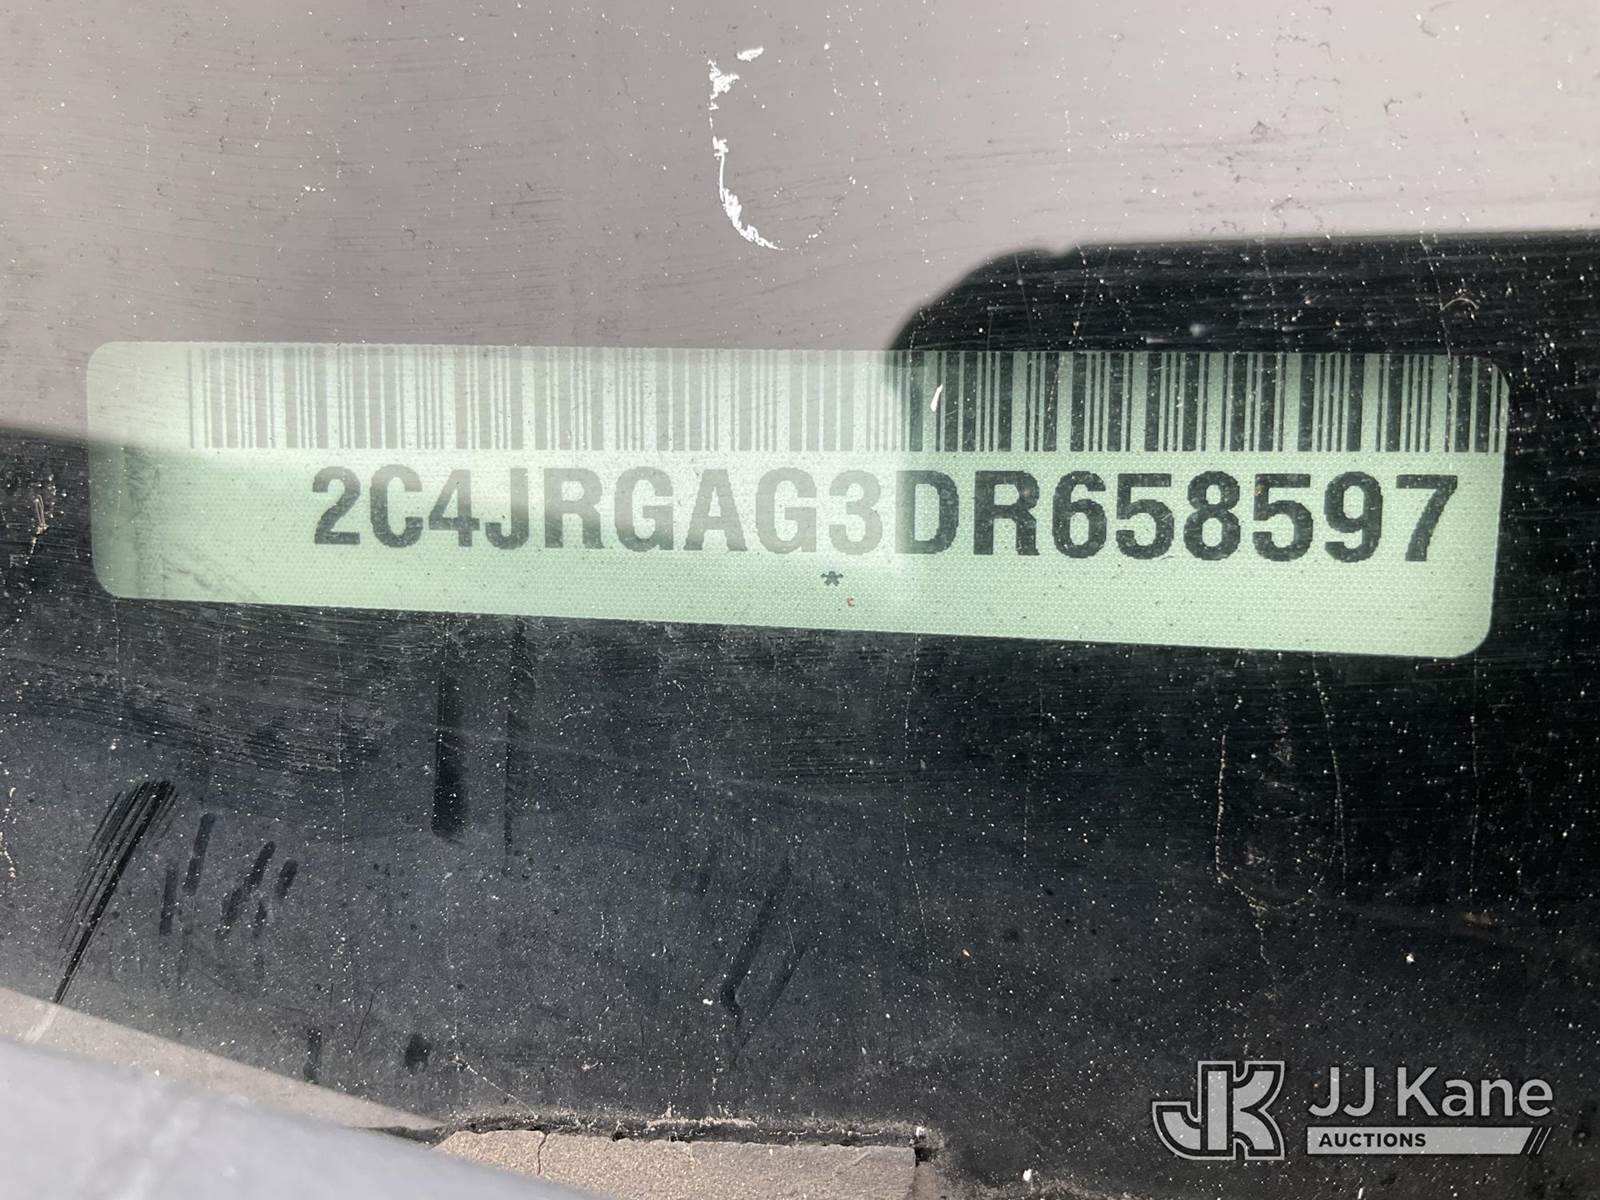 2C4JRGAG3DR658597
*
JJ Kane
AUCTIONS